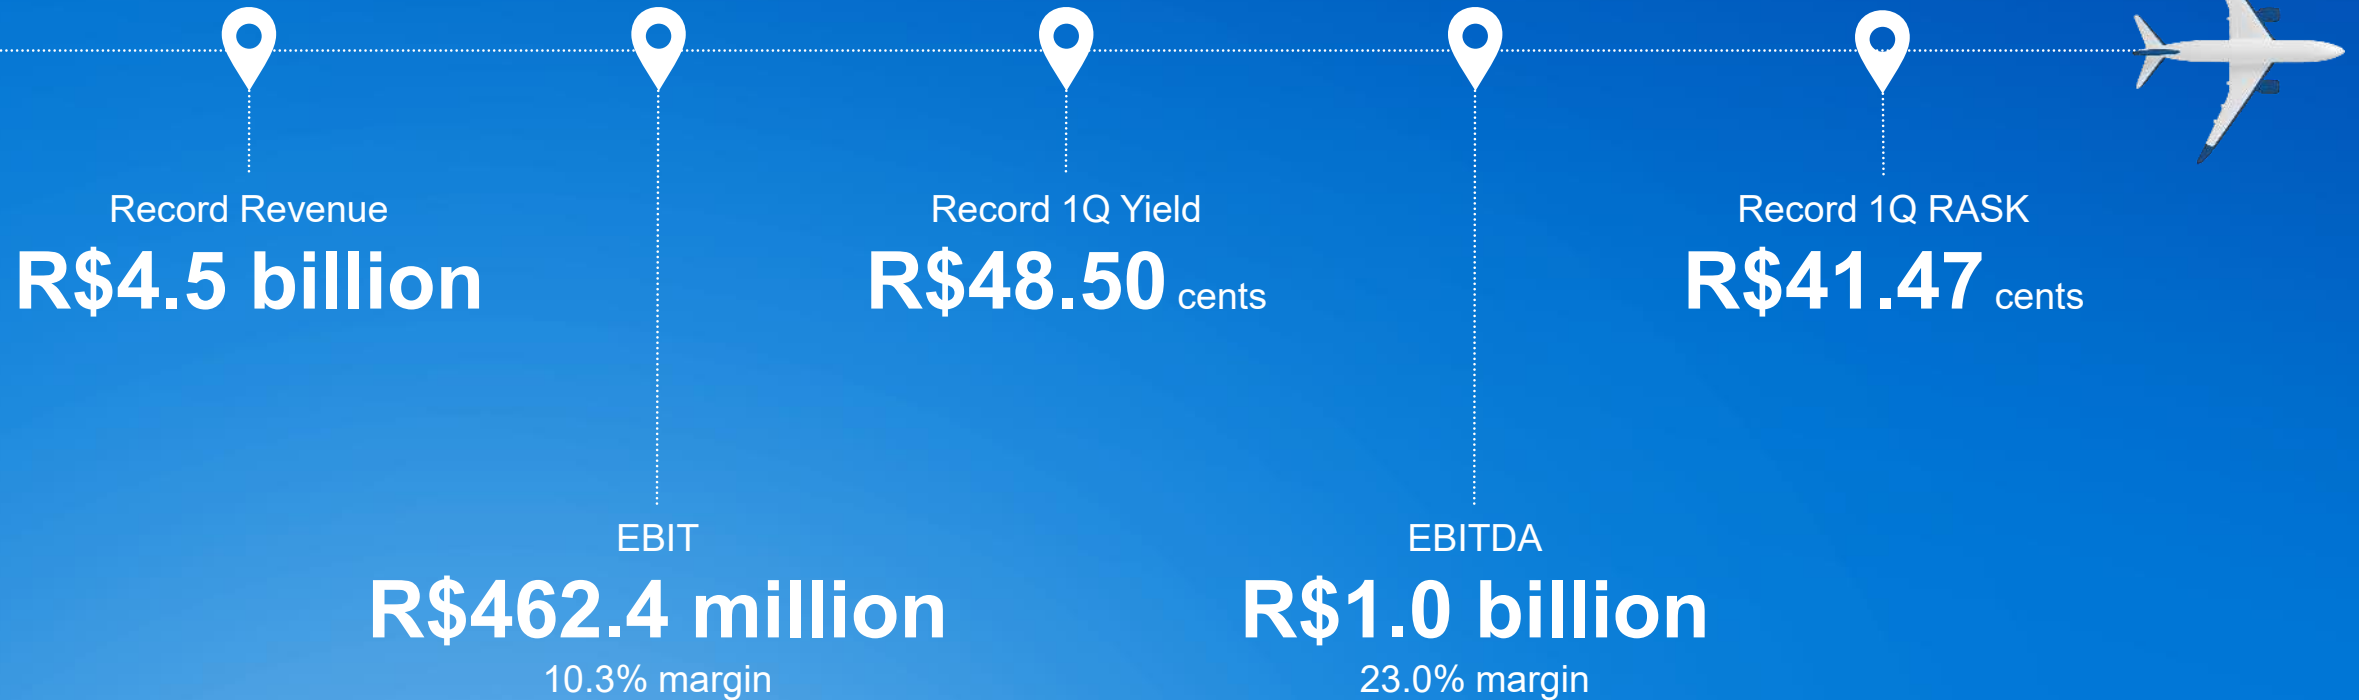 Record Revenue
R$4.5 billion
EBIT
R$462.4 million
10.3% margin
Record 1Q Yield
R$48.50 cents
EBITDA
R$1.0 billion
23.0% margin
Record 1Q RASK
R$41.47 cents